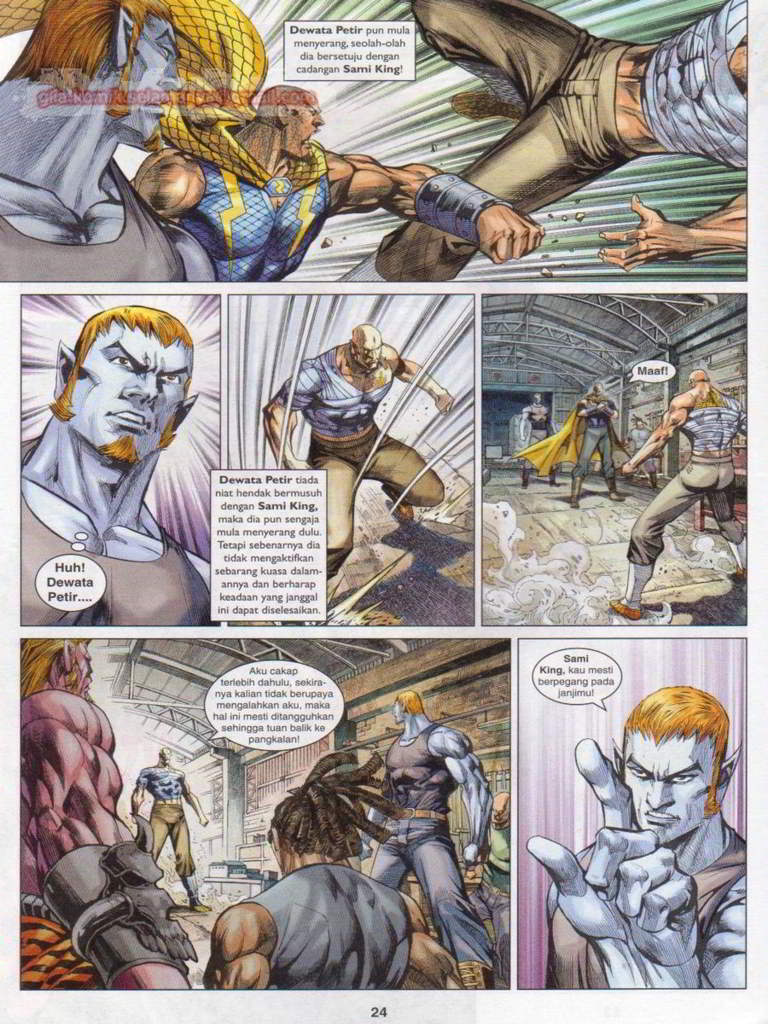 Dewata Petir pun mula
menyerang, seolah-olah
dia bersetuju dengan
cadangan Sami King!
Huh!
Dewata
Petir....
Dewata Petir tiada
niat hendak bermusuh
dengan Sami King,
maka dia pun sengaja
mula menyerang dulu.
Tetapi sebenarnya dia
tidak mengaktifkan
sebarang kuasa dalam-
annya dan berharap
keadaan yang janggal
ini dapat diselesaikan.
Maaf!
Aku cakap
terlebih dahulu, sekira-
nya kalian tidak berupaya
mengalahkan aku, maka
hal ini mesti ditangguhkan
sehingga tuan balik ke
pangkalan!
Sami
King, kau mesti
berpegang pada
janjimu!
24